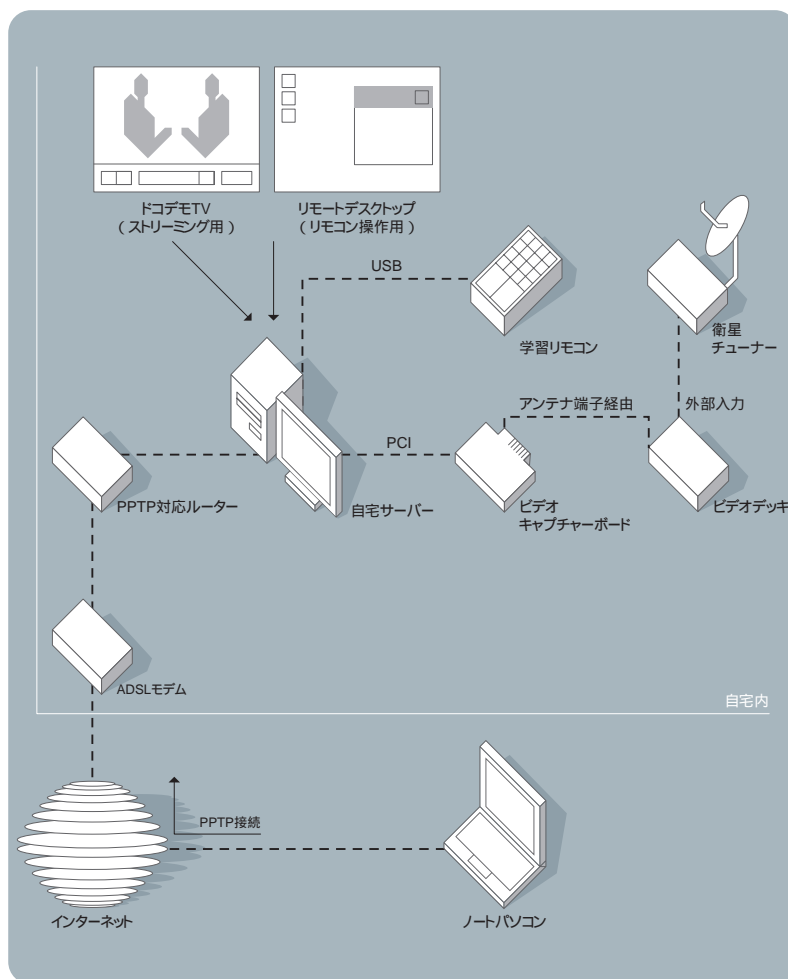 ドコデモTV
（ストリーミング用）
リモートデスクトップ
（リモコン操作用）
USB
学習リモコン
衛星
チューナー
アンテナ端子経由
外部入力
PCI
PPTP対応ルーター
自宅サーバー
ビデオ
キャプチャーボード
ビデオデッキ
ADSLモデム
自宅内
PPTP接続
インターネット
ノートパソコン